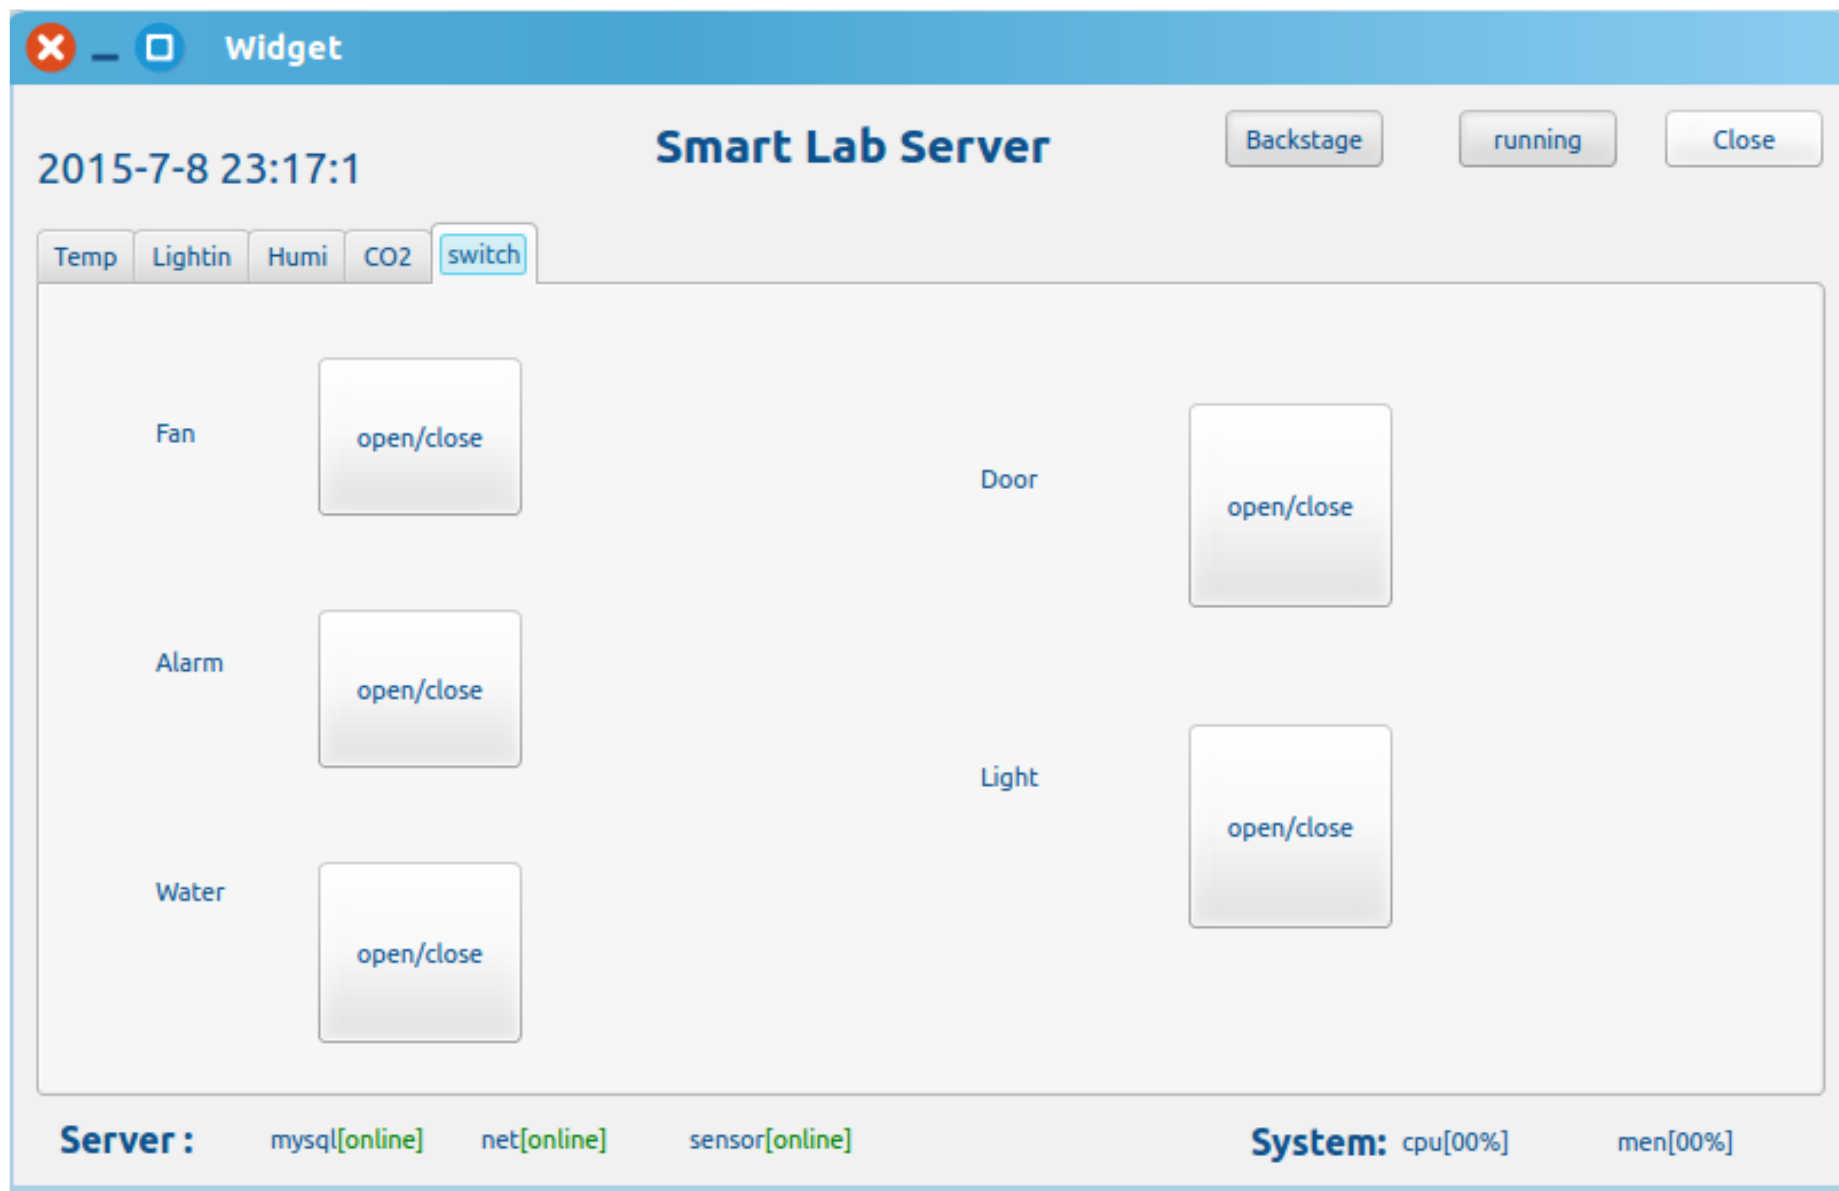 Widget
2015-7-8 23:17:1
Smart Lab Server
Backstage
running
Close
Temp Lightin Humi CO2 switch
Fan
open/close
Door
open/close
Alarm
open/close
Light
open/close
Water
open/close
Server : mysql[online] net[online] sensor[online] System: cpu[00%] men[00%]